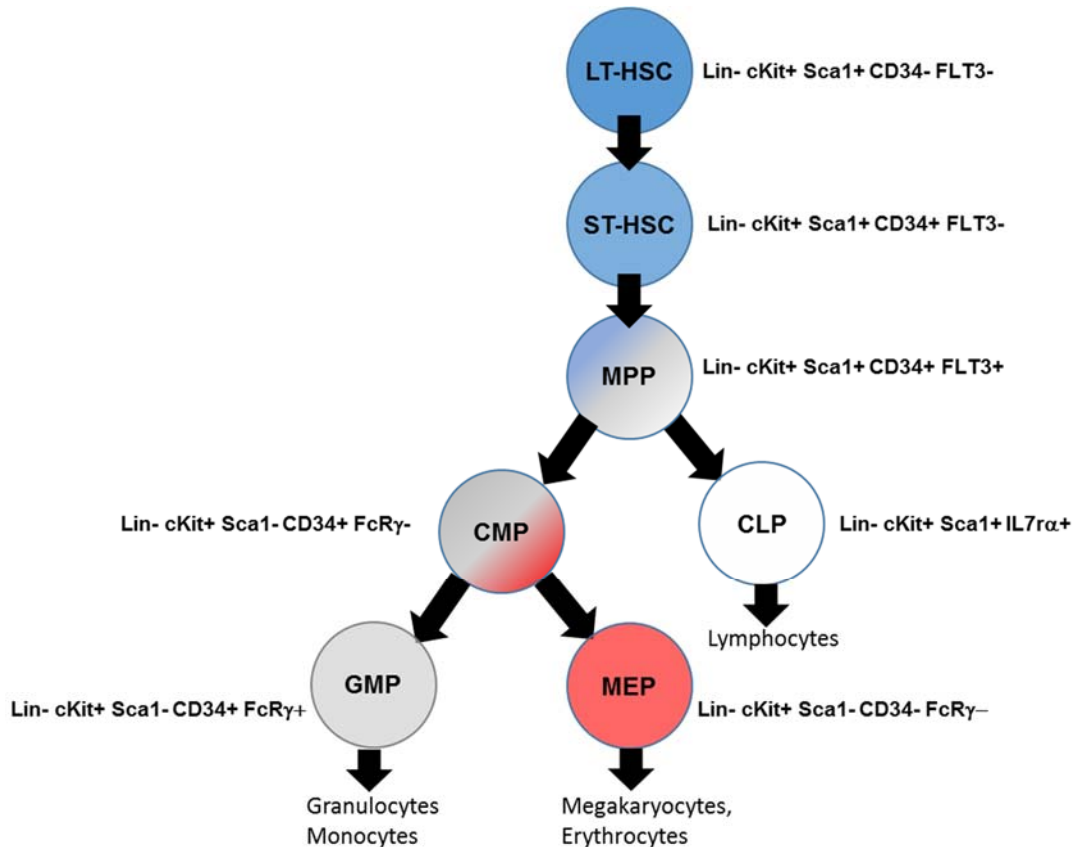 LT-HSC
Lin- cKit+ Sca1+ CD34- FLT3-
ST-HSC
Lin- cKit+ Sca1+ CD34+ FLT3-
MPP
Lin- cKit+ Sca1+ CD34+ FLT3+
Lin- cKit+ Sca1- CD34+ FcRγ-
CMP
CLP
Lin- cKit+ Sca1+ IL7rα+
Lymphocytes
GMP
MEP
Lin- cKit+ Sca1- CD34+ FcRγ+
Lin- cKit+ Sca1- CD34- FcRγ–
Granulocytes
Monocytes
Megakaryocytes,
Erythrocytes